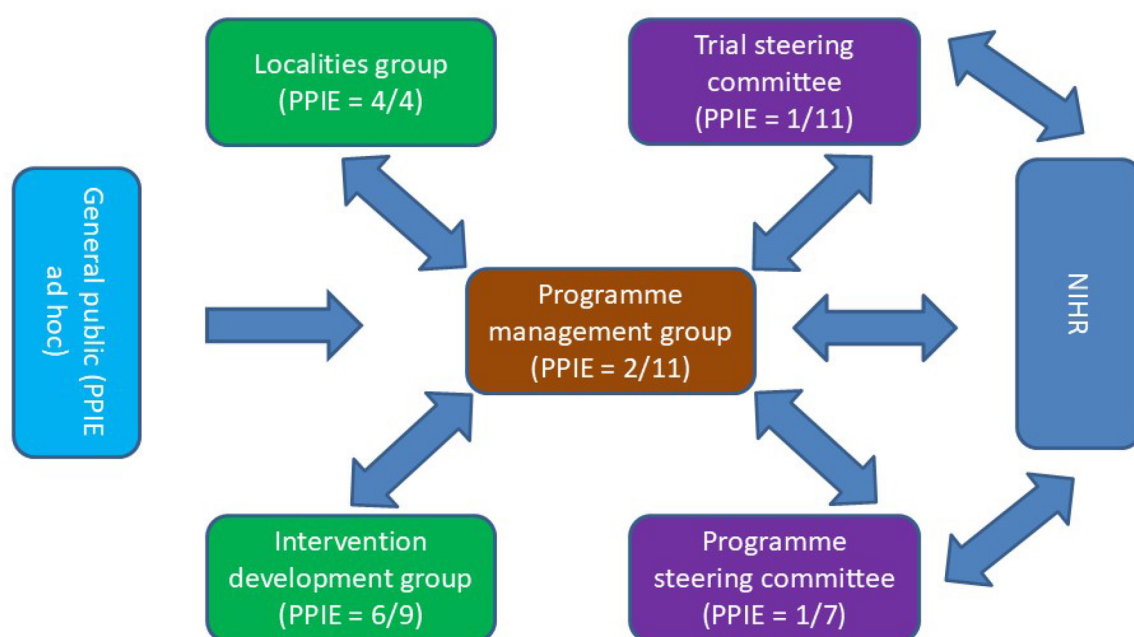 Localities group
(PPIE = 4/4)
Trial steering
committee
(PPIE = 1/11)
General public (PPIE
ad hoc)
Programme
management group
(PPIE = 2/11)
NIHR
Intervention
development group
(PPIE = 6/9)
Programme
steering committee
(PPIE = 1/7)